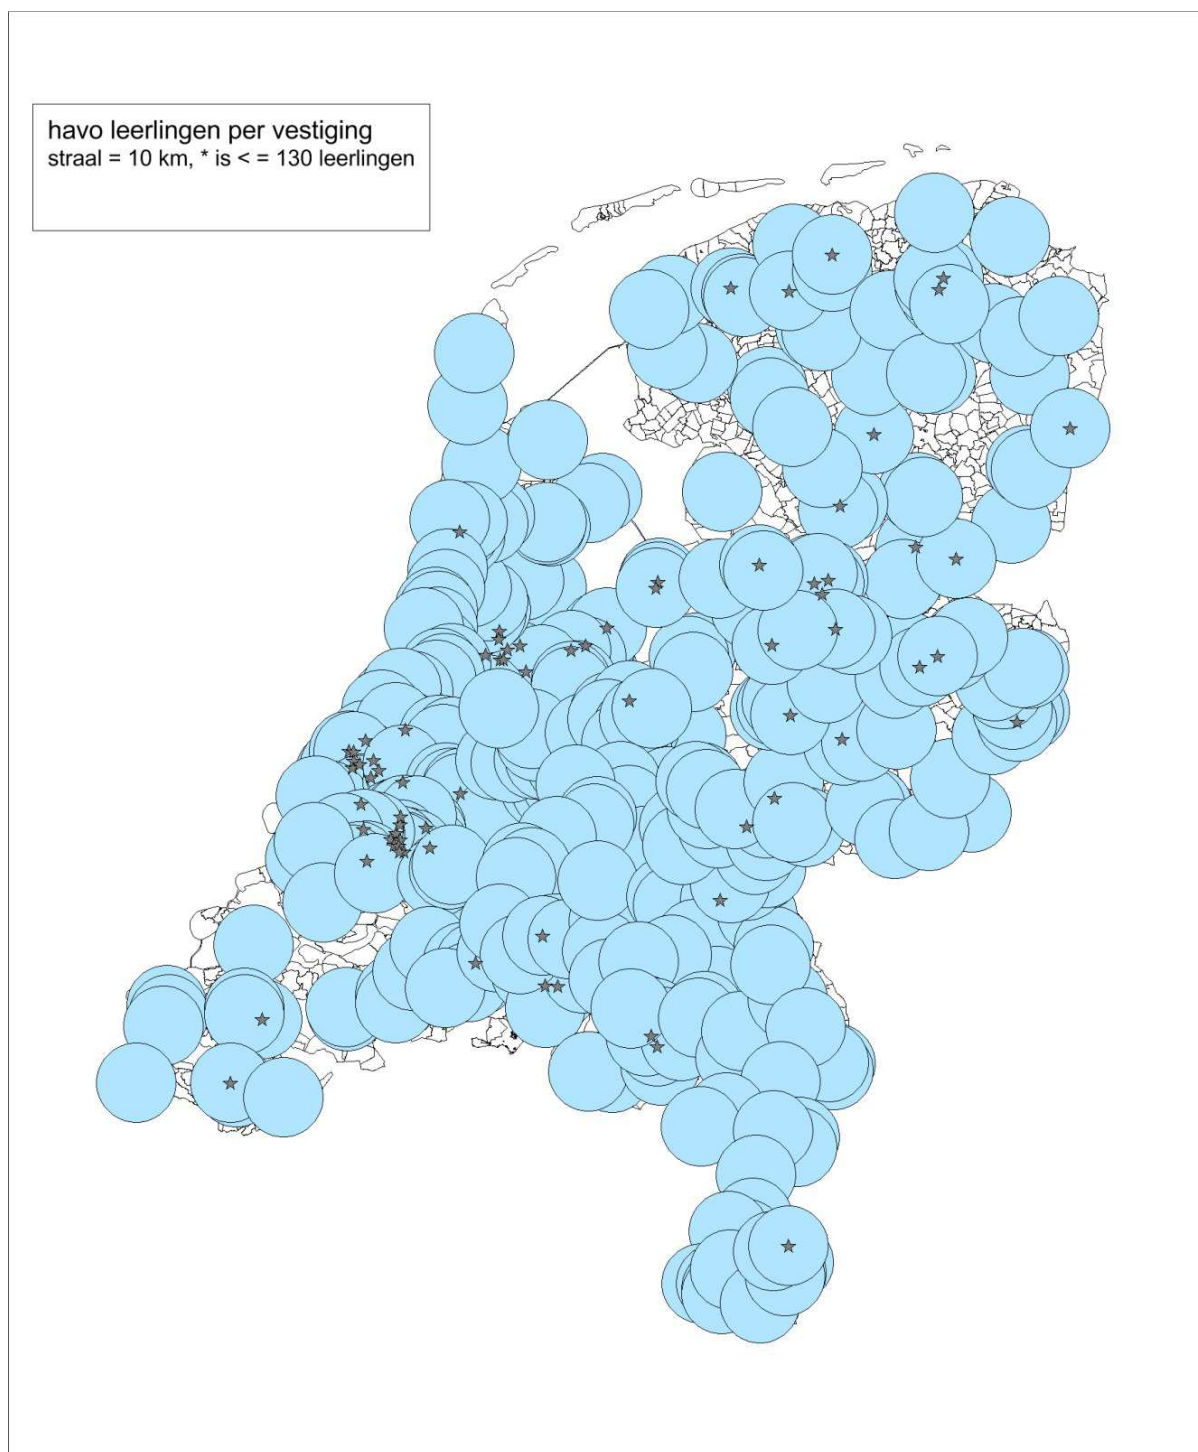 havo leerlingen per vestiging
straal = 10 km, * is < = 130 leerlingen